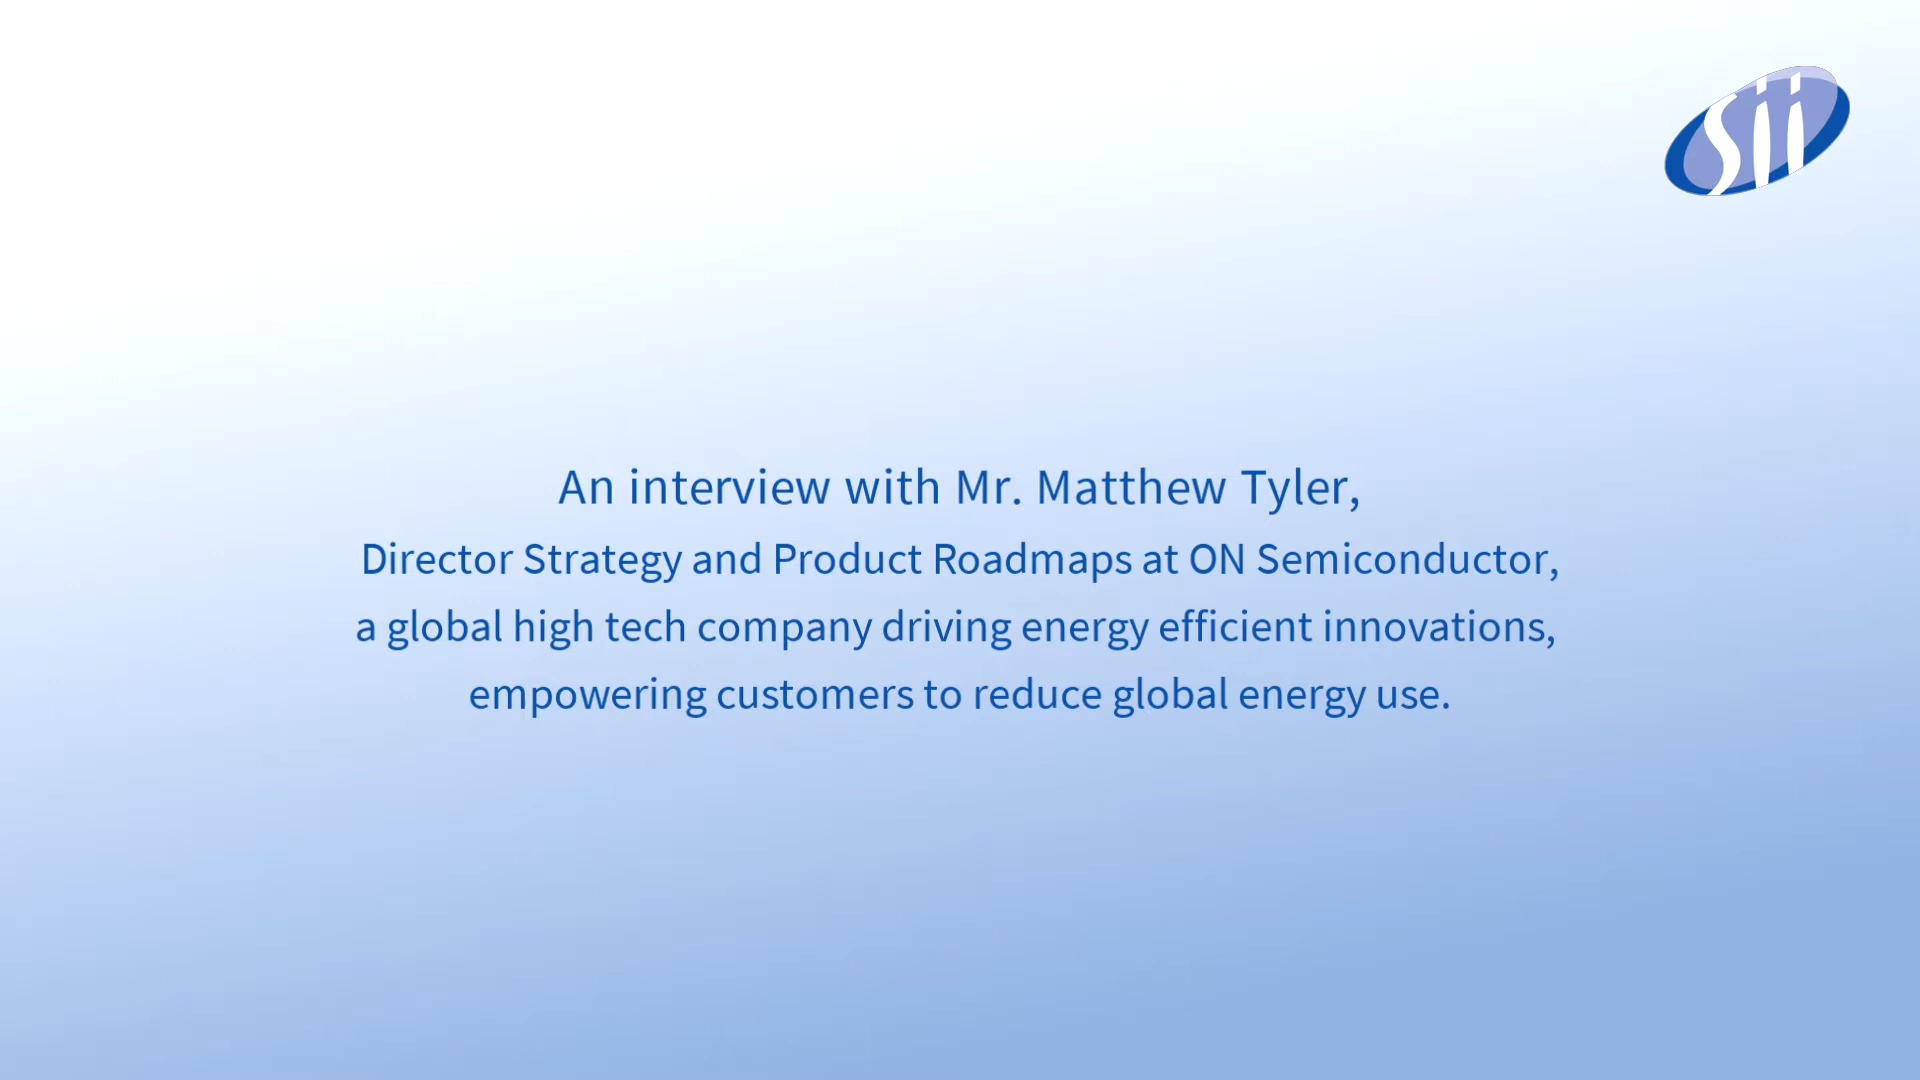 sii
An interview with Mr. Matthew Tyler,
Director Strategy and Product Roadmaps at ON Semiconductor,
a global high tech company driving energy efficient innovations,
empowering customers to reduce global energy use.